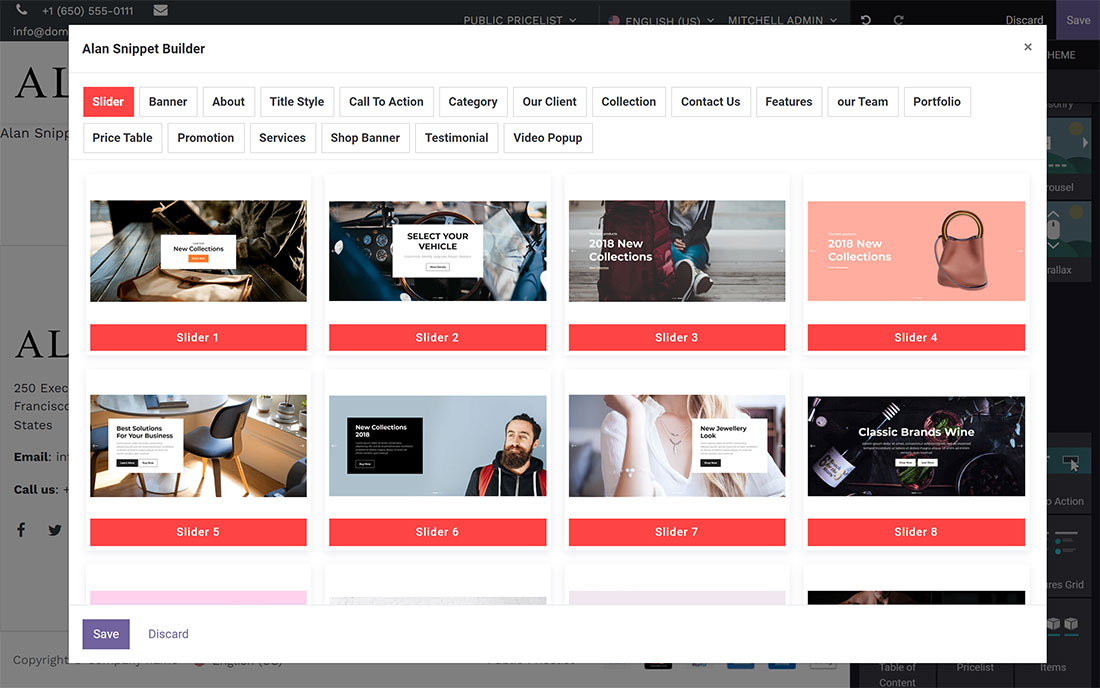 +1 (650) 555-0111
PUBLIC PRICELIST
ENGLISH (US)
MITCHELL ADMIN
Discard
Save
info@dom
Alan Snippet Builder
×
HEME
AL
Slider
Banner
About
Title Style
Call To Action
Category
Our Client
Collection
Contact Us
Features
our Team
Portfolio
Alan Snipp
Price Table
Promotion
Services
Shop Banner
Testimonial
Video Popup
New Collections
SELECT YOUR
VEHICLE
2018 New
Collections
2018 New
Collections
ousel
rallax
Slider 1
Slider 2
Slider 3
Slider 4
AL
250 Exec
Francisco
States
Email: in
Call us: +
Best Solutions
For Your Business
New Collections
2018
New Jewellery
Look
Classic Brands Wine
o Action
Slider 5
Slider 6
Slider 7
Slider 8
res Grid
Save
Discard
Copyright
Table of
Content
Pricelist
Items